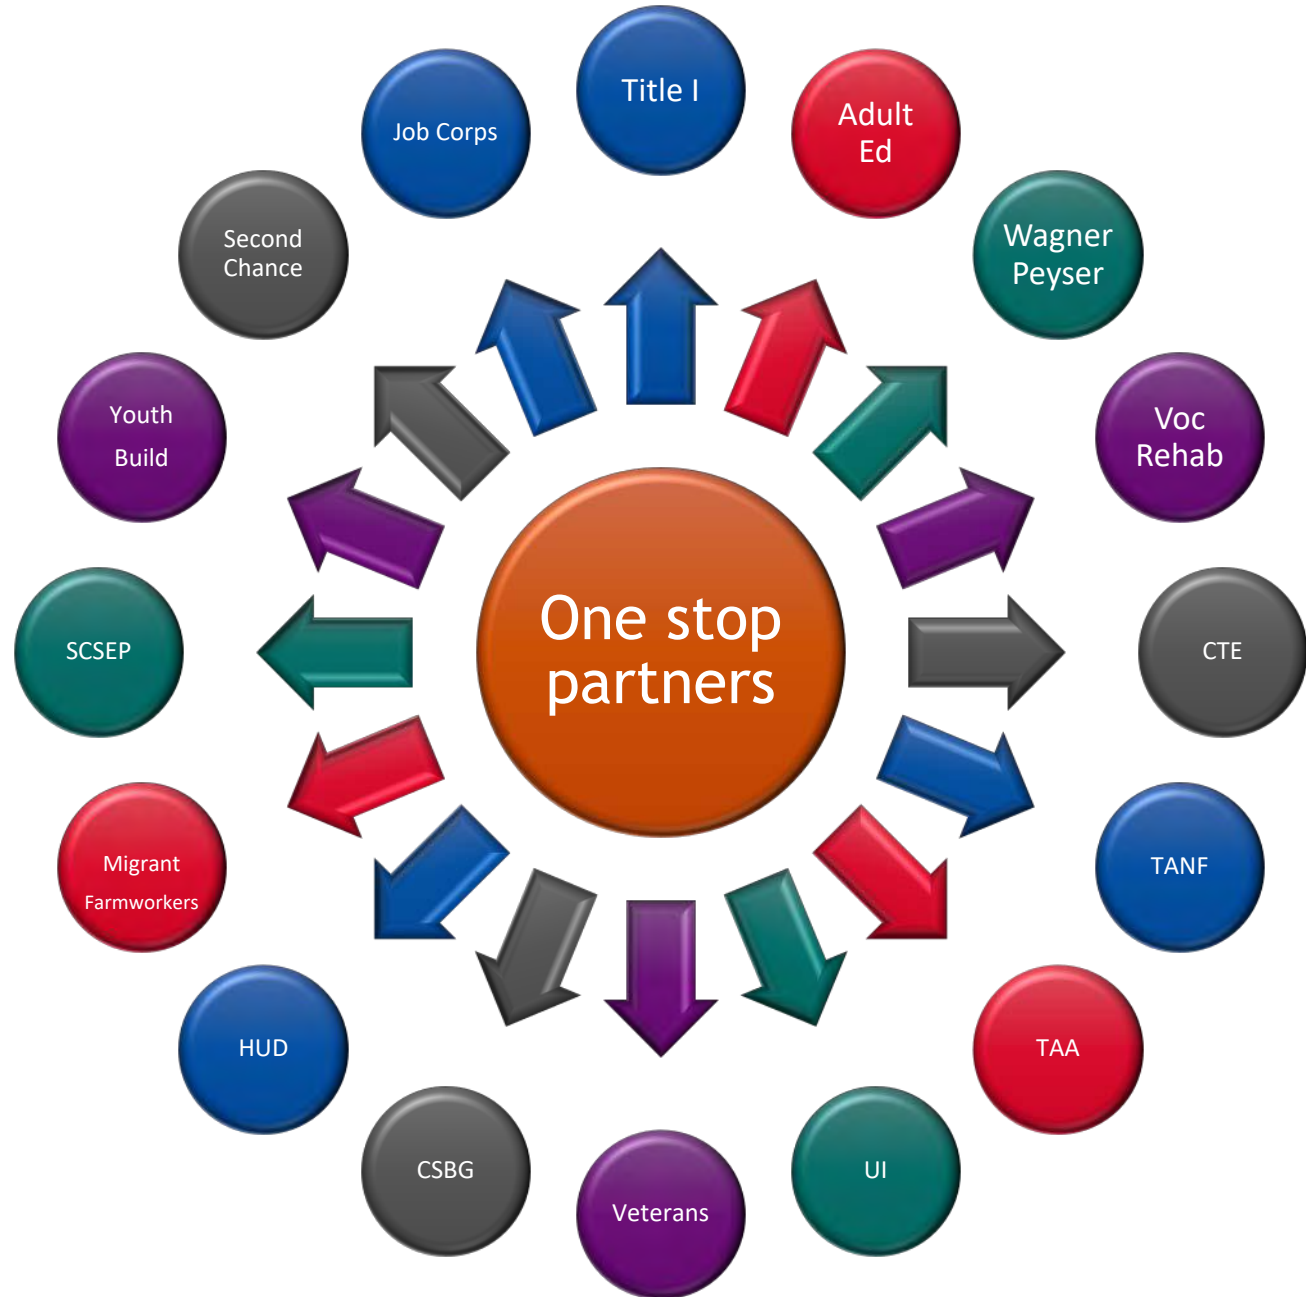 Title I
Adult
Ed
Wagner
Peyser
Voc
Rehab
CTE
TANF
TAA
UI
Veterans
CSBG
HUD
Migrant
Farmworkers
SCSEP
Youth
Build
Second
Chance
Job Corps
One stop
partners